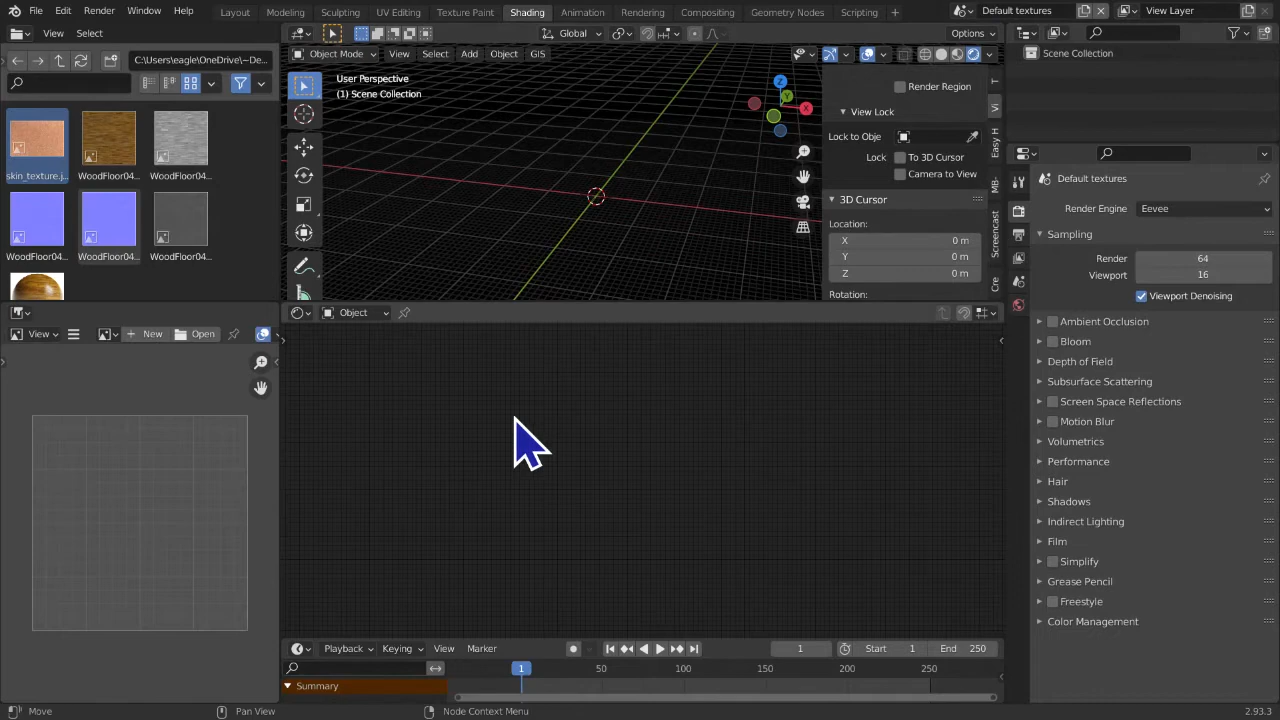 File Edit Render Window Help Layout Modeling Sculpting UV Editing Texture Paint Shading Animation Rendering Compositing Geometry Nodes Scripting + Default textures View Layer
View Select
Global Options
C:\Users\eagle\OneDrive\~De...
Object Mode View Select Add Object GIS
User Perspective
(1) Scene Collection
skin_texture.j... WoodFloor04... WoodFloor04...
WoodFloor04... WoodFloor04... WoodFloor04...
Z
Y
X
Render Region
View Lock
Lock to Obje
Lock To 3D Cursor
Camera to View
3D Cursor
Location:
X 0 m
Y 0 m
Z 0 m
Rotation:
T
Vi
Easy H
MB-
Screencast
Cre
Scene Collection
Default textures
Render Engine Eevee
Sampling
Render 64
Viewport 16
Viewport Denoising
Ambient Occlusion
Bloom
Depth of Field
Subsurface Scattering
Screen Space Reflections
Motion Blur
Volumetrics
Performance
Hair
Shadows
Indirect Lighting
Film
Simplify
Grease Pencil
Freestyle
Color Management
View New Open
Object
Playback Keying View Marker 1 Start 1 End 250
1 50 100 150 200 250
Summary
Move Pan View Node Context Menu 2.93.3